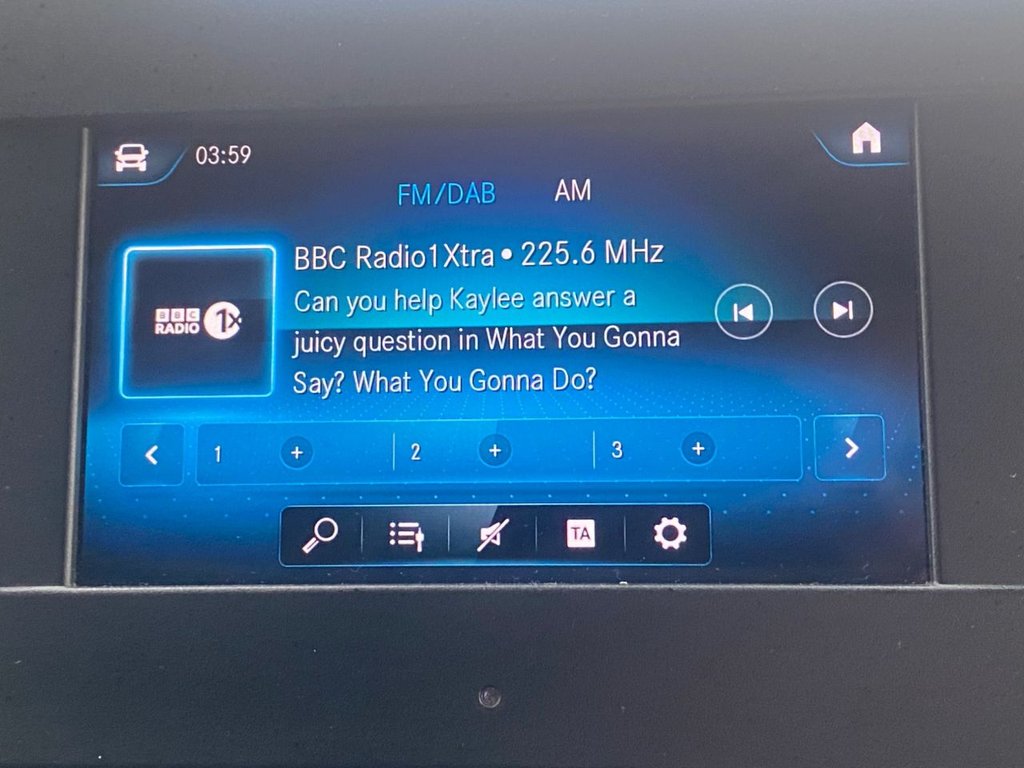 03:59
FM/DAB AM
BBC Radio1Xtra • 225.6 MHz
BBC
RADIO 1X
Can you help Kaylee answer a
juicy question in What You Gonna
Say? What You Gonna Do?
1 + 2 + 3 +
TA